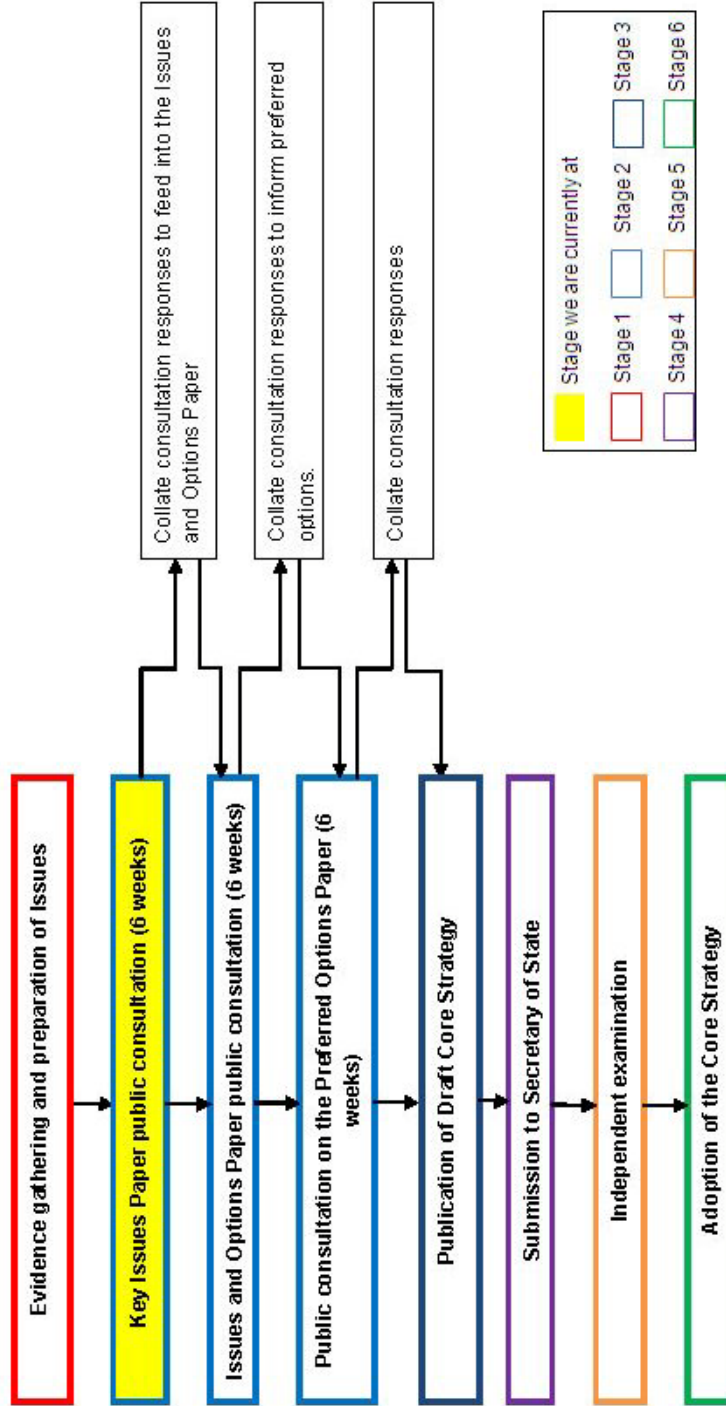 Evidence gathering and preparation of Issues
Key Issues Paper public consultation (6 weeks)
Issues and Options Paper public consultation (6 weeks)
Public consultation on the Preferred Options Paper (6
weeks)
Publication of Draft Core Strategy
Submission to Secretary of State
Independent examination
Adoption of the Core Strategy
Collate consultation responses to feed into the Issues
and Options Paper
Collate consultation responses to inform preferred
options.
Collate consultation responses
Stage we are currently at
Stage 1 Stage 2 Stage 3
Stage 4 Stage 5 Stage 6